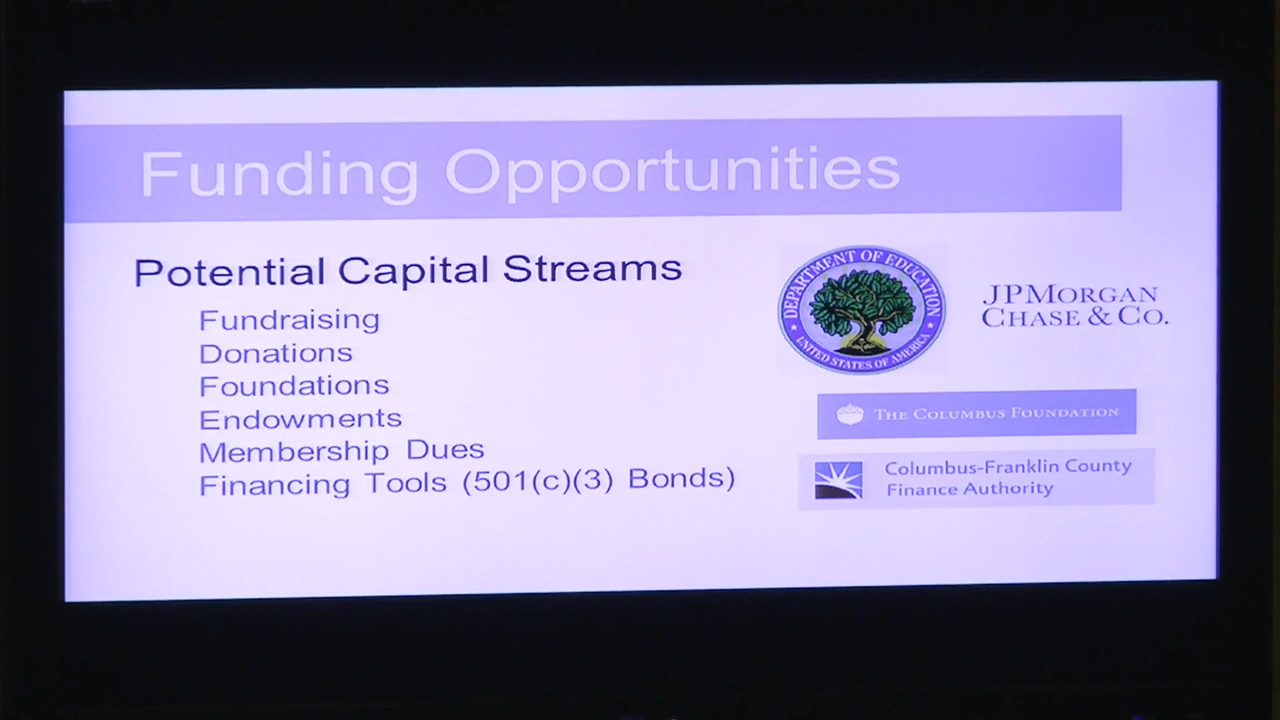 Funding Opportunities
Potential Capital Streams
Fundraising
Donations
Foundations
Endowments
Membership Dues
Financing Tools (501(c)(3) Bonds)
DEPARTMENT OF EDUCATION
UNITED STATES OF AMERICA
JPMORGAN
CHASE & CO.
THE COLUMBUS FOUNDATION
Columbus-Franklin County
Finance Authority